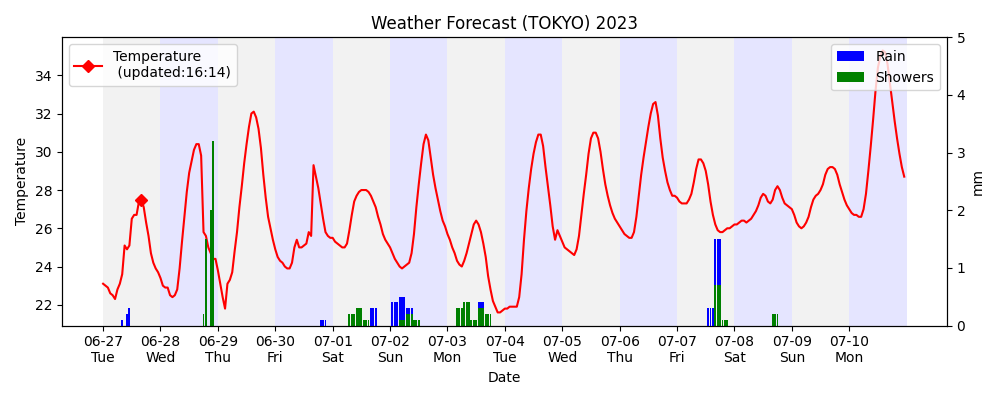 Weather Forecast (TOKYO) 2023
Temperature
(updated:16:14)
Rain
Showers
Temperature
34
32
30
28
26
24
22
5
4
3
2
1
0
mm
06-27 06-28 06-29 06-30 07-01 07-02 07-03 07-04 07-05 07-06 07-07 07-08 07-09 07-10
Tue Wed Thu Fri Sat Sun Mon Tue Wed Thu Fri Sat Sun Mon
Date